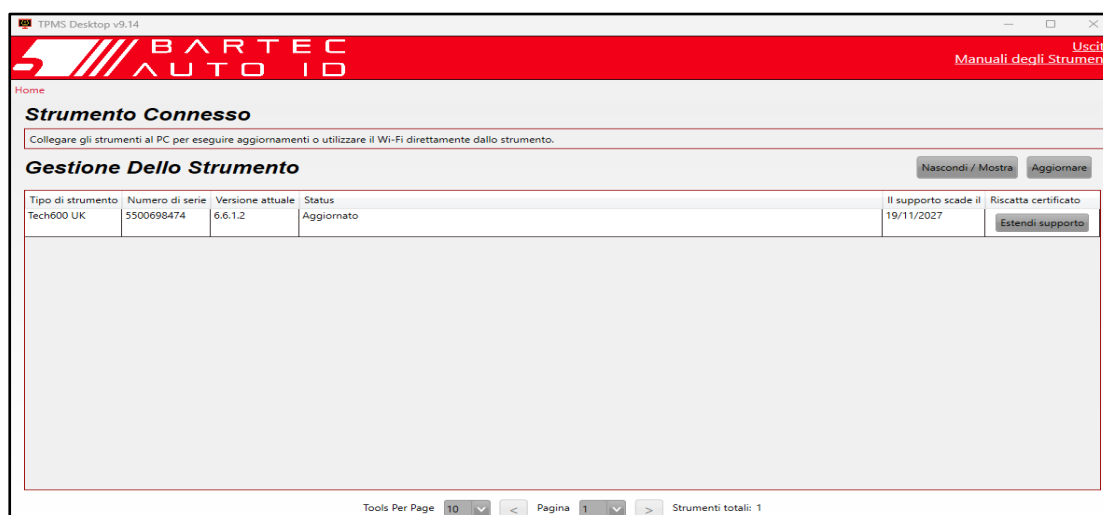 TPMS Desktop v9.14
BARTEC
AUTO ID
Uscit
Manuali degli Strumen
Home
Strumento Connesso
Collegare gli strumenti al PC per eseguire aggiornamenti o utilizzare il Wi-Fi direttamente dallo strumento.
Gestione Dello Strumento
Nascondi / Mostra Aggiornare
Tipo di strumento Numero di serie Versione attuale Status Il supporto scade il Riscatta certificato
Tech600 UK 5500698474 6.6.1.2 Aggiornato 19/11/2027 Estendi supporto
Tools Per Page 10 < Pagina 1 > Strumenti totali: 1